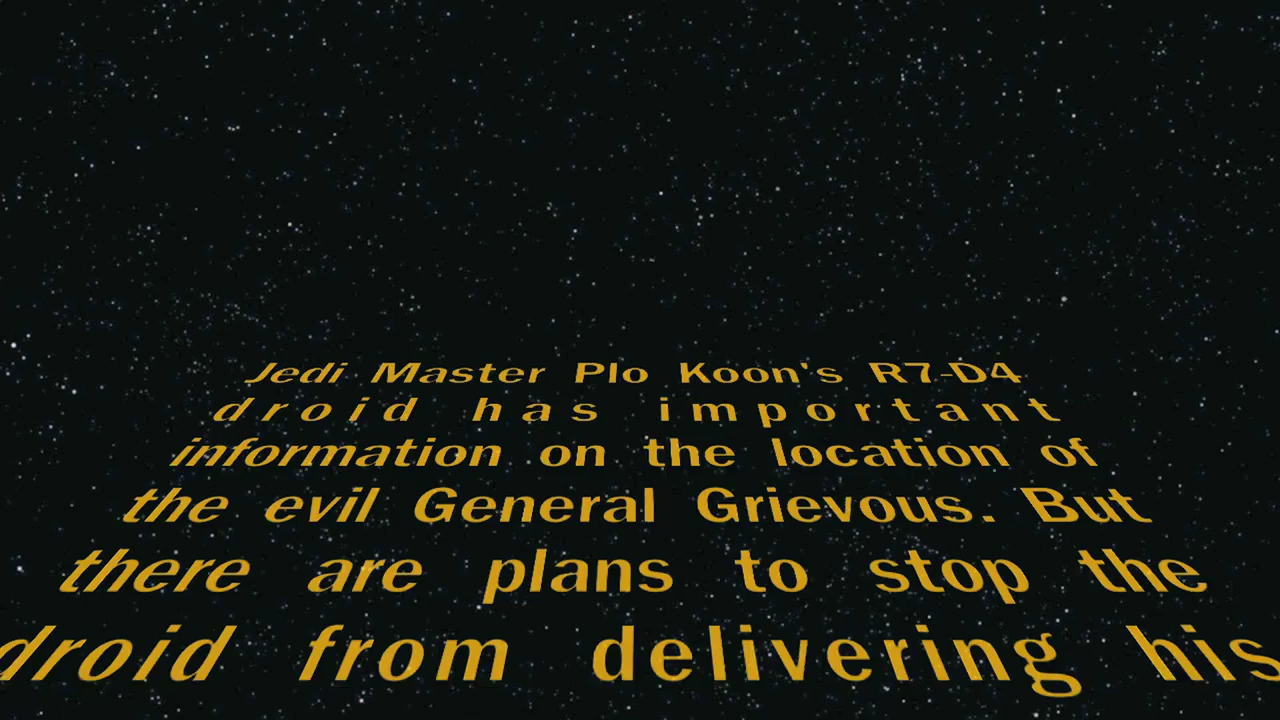 Jedi Master Plo Koon's R7-D4
droid has important
information on the location of
the evil General Grievous. But
there are plans to stop the
droid from delivering his